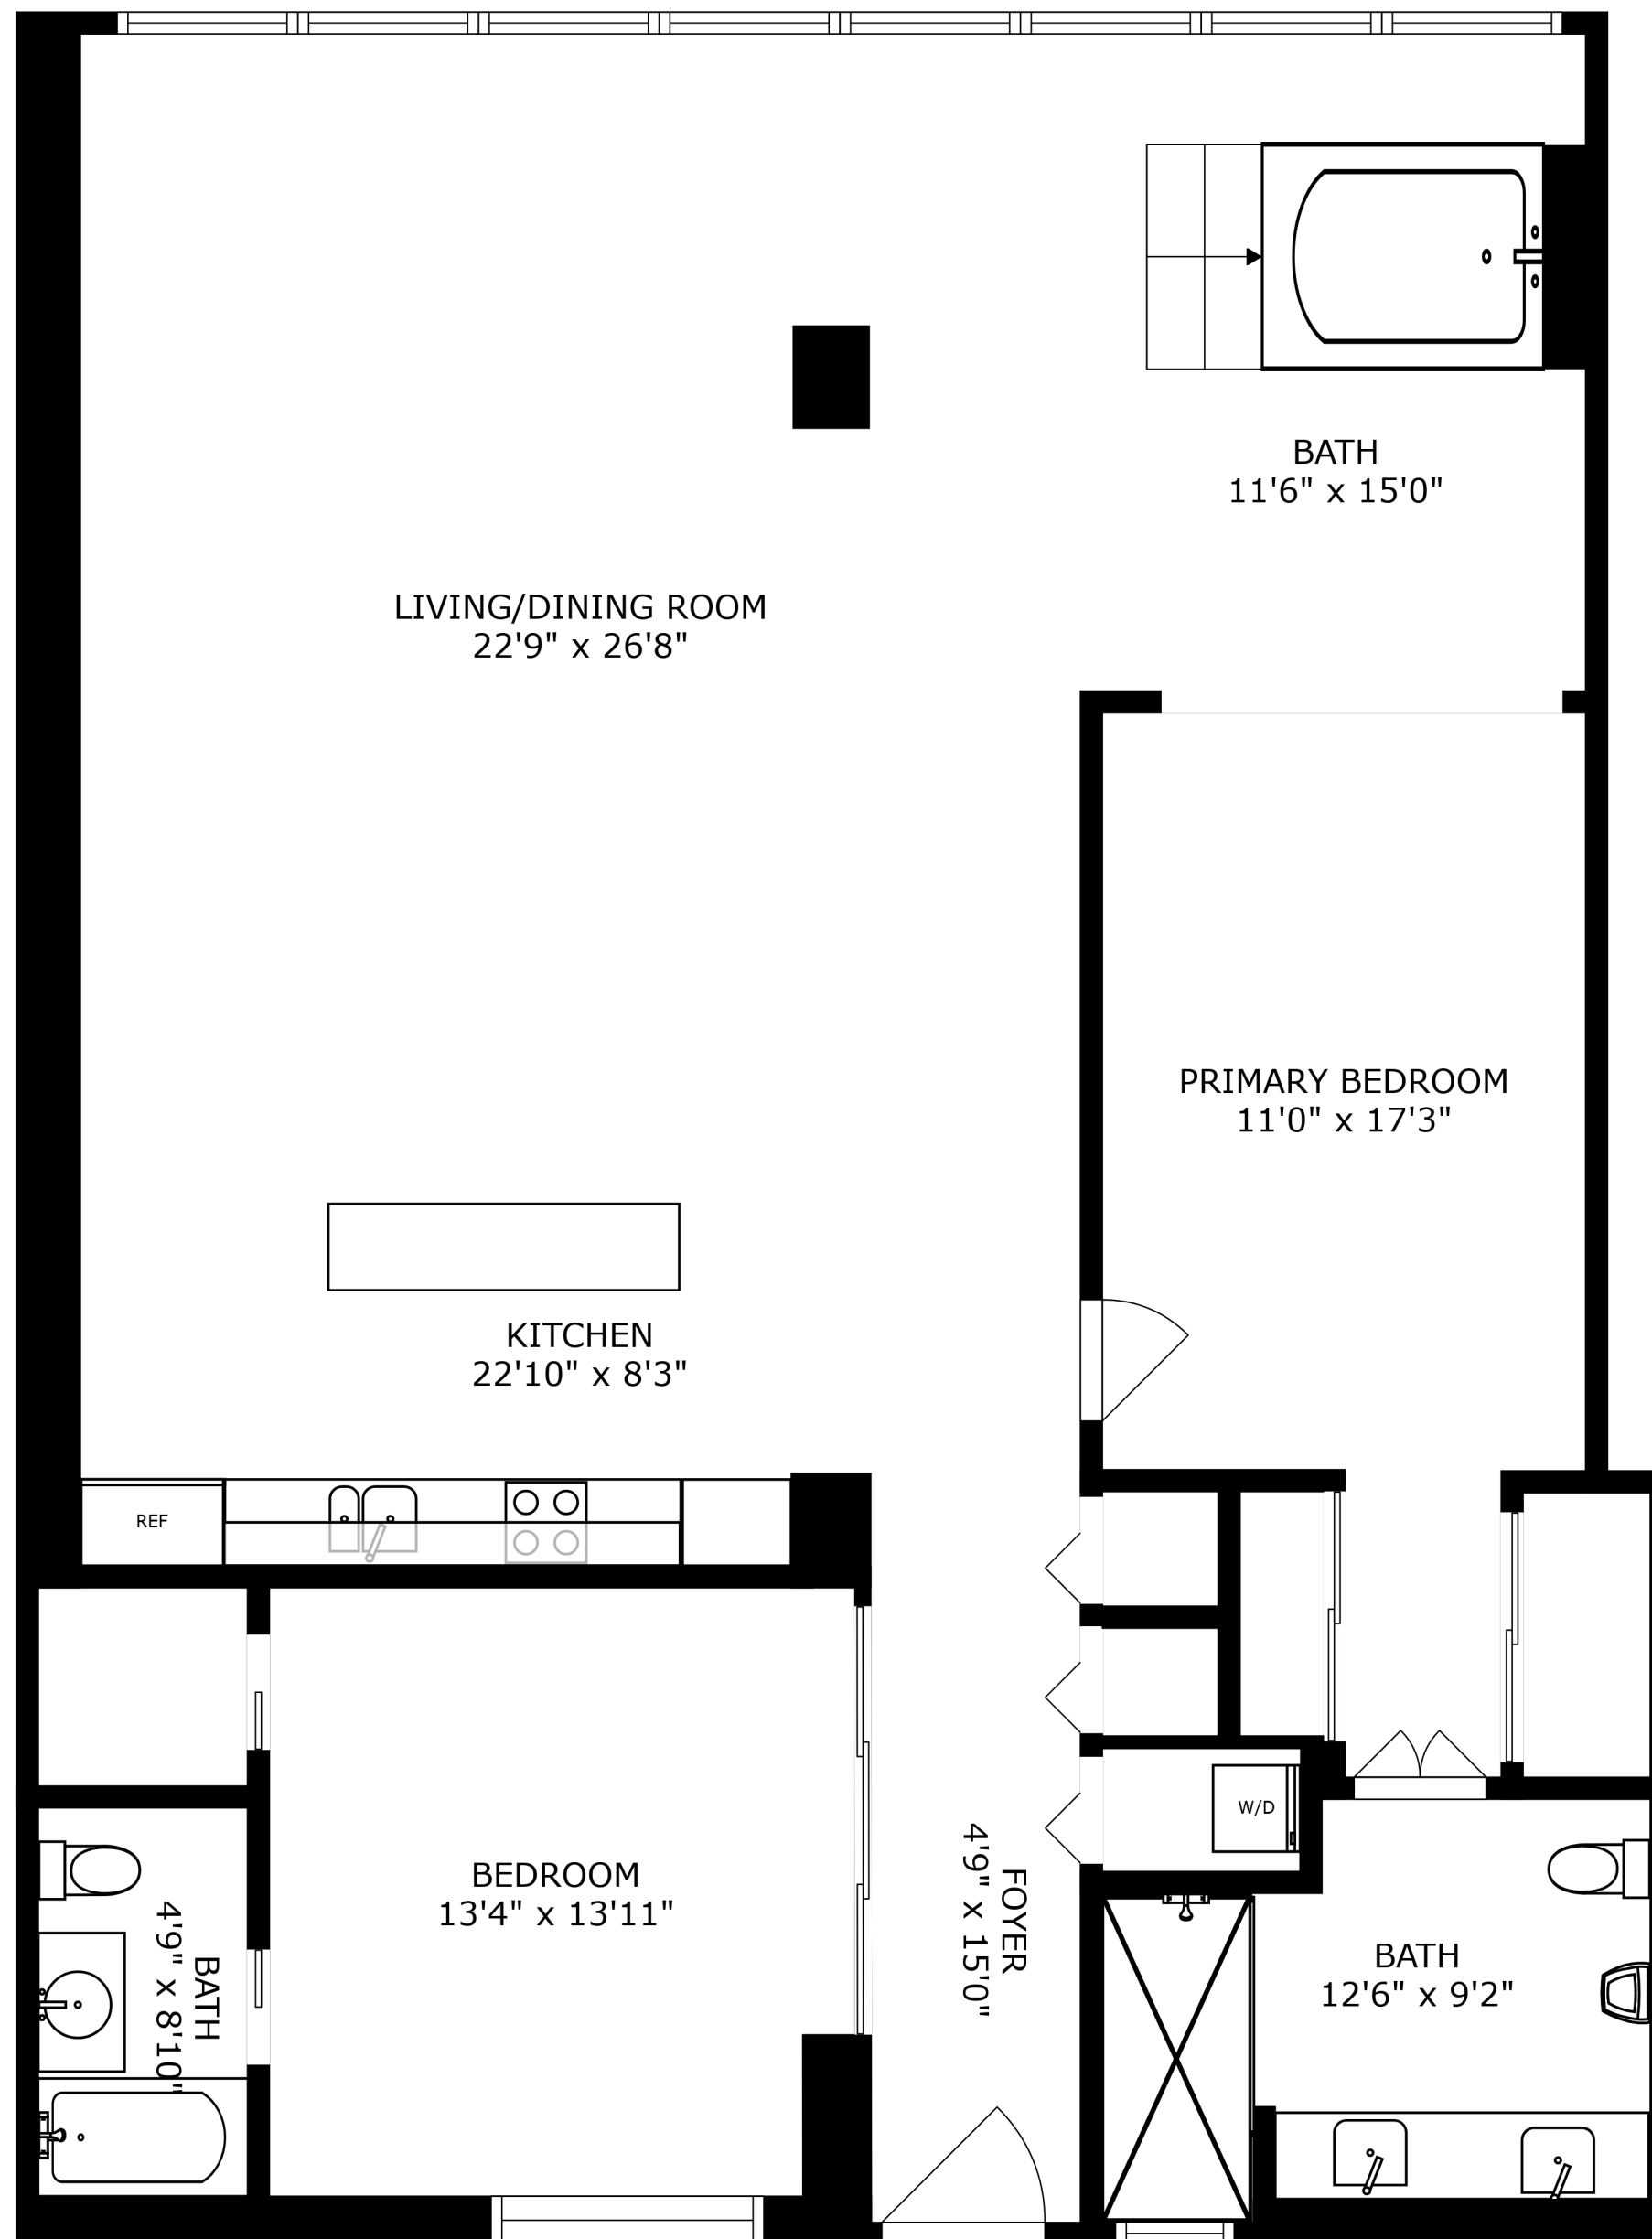 BATH
11'6" x 15'0"
LIVING/DINING ROOM
22'9" x 26'8"
PRIMARY BEDROOM
11'0" x 17'3"
KITCHEN
22'10" x 8'3"
REF
W/D
BEDROOM
13'4" x 13'11"
FOYER
4'9" x 15'0"
BATH
4'9" x 8'10"
BATH
12'6" x 9'2"